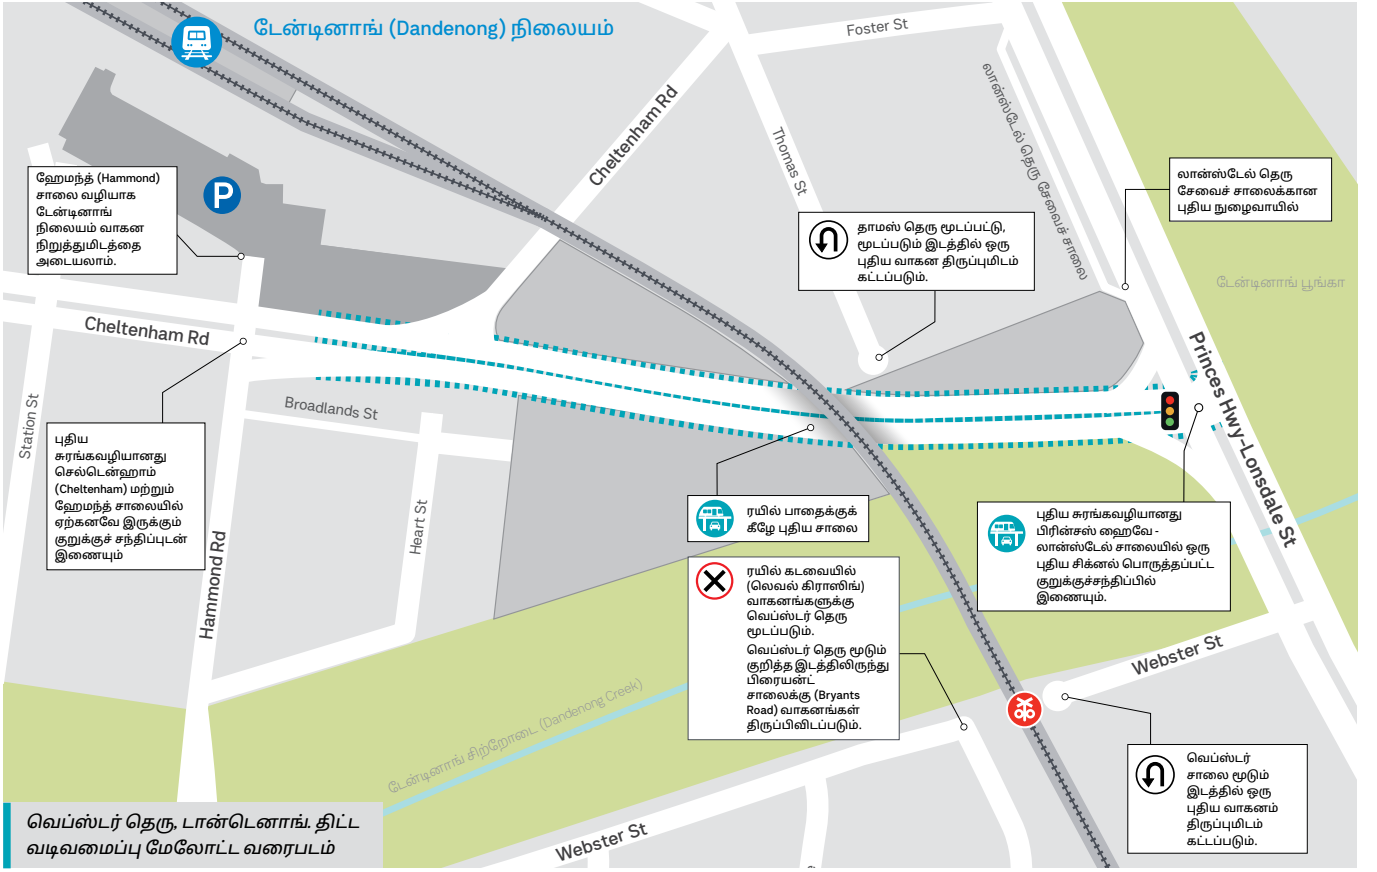 டேன்டினாங் (Dandenong) நிலையம்
Foster St
Cheltenham Rd
Thomas St
லான்ஸ்டேல் தெரு சேவைச் சாலை
லான்ஸ்டேல் தெரு
சேவைச் சாலைக்கான
புதிய நுழைவாயில்
ஹேமந்த் (Hammond)
சாலை வழியாக
டேன்டினாங்
நிலையம் வாகன
நிறுத்துமிடத்தை
அடையலாம்.
P
தாமஸ் தெரு மூடப்பட்டு,
மூடப்படும் இடத்தில் ஒரு
புதிய வாகன திருப்புமிடம்
கட்டப்படும்.
டேன்டினாங் பூங்கா
Cheltenham Rd
Princes Hwy-Lonsdale St
Station St
Broadlands St
புதிய
சுரங்கவழியானது
செல்டென்ஹாம்
(Cheltenham) மற்றும்
ஹேமந்த் சாலையில்
ஏற்கனவே இருக்கும்
குறுக்குச் சந்திப்புடன்
இணையும்
Heart St
Hammond Rd
ரயில் பாதைக்குக்
கீழே புதிய சாலை
புதிய சுரங்கவழியானது
பிரின்சஸ் ஹைவே -
லான்ஸ்டேல் சாலையில் ஒரு
புதிய சிக்னல் பொருத்தப்பட்ட
குறுக்குச்சந்திப்பில்
இணையும்.
ரயில் கடவையில்
(லெவல் கிராஸிங்)
வாகனங்களுக்கு
வெப்ஸ்டர் தெரு
மூடப்படும்.
வெப்ஸ்டர் தெரு மூடும்
குறித்த இடத்திலிருந்து
பிரையன்ட்
சாலைக்கு (Bryants
Road) வாகனங்கள்
திருப்பிவிடப்படும்.
Webster St
டேன்டினாங் சிற்றோடை (Dandenong Creek)
வெப்ஸ்டர்
சாலை மூடும்
இடத்தில் ஒரு
புதிய வாகனம்
திருப்புமிடம்
கட்டப்படும்.
Webster St
வெப்ஸ்டர் தெரு, டான்டெனாங். திட்ட
வடிவமைப்பு மேலோட்ட வரைபடம்